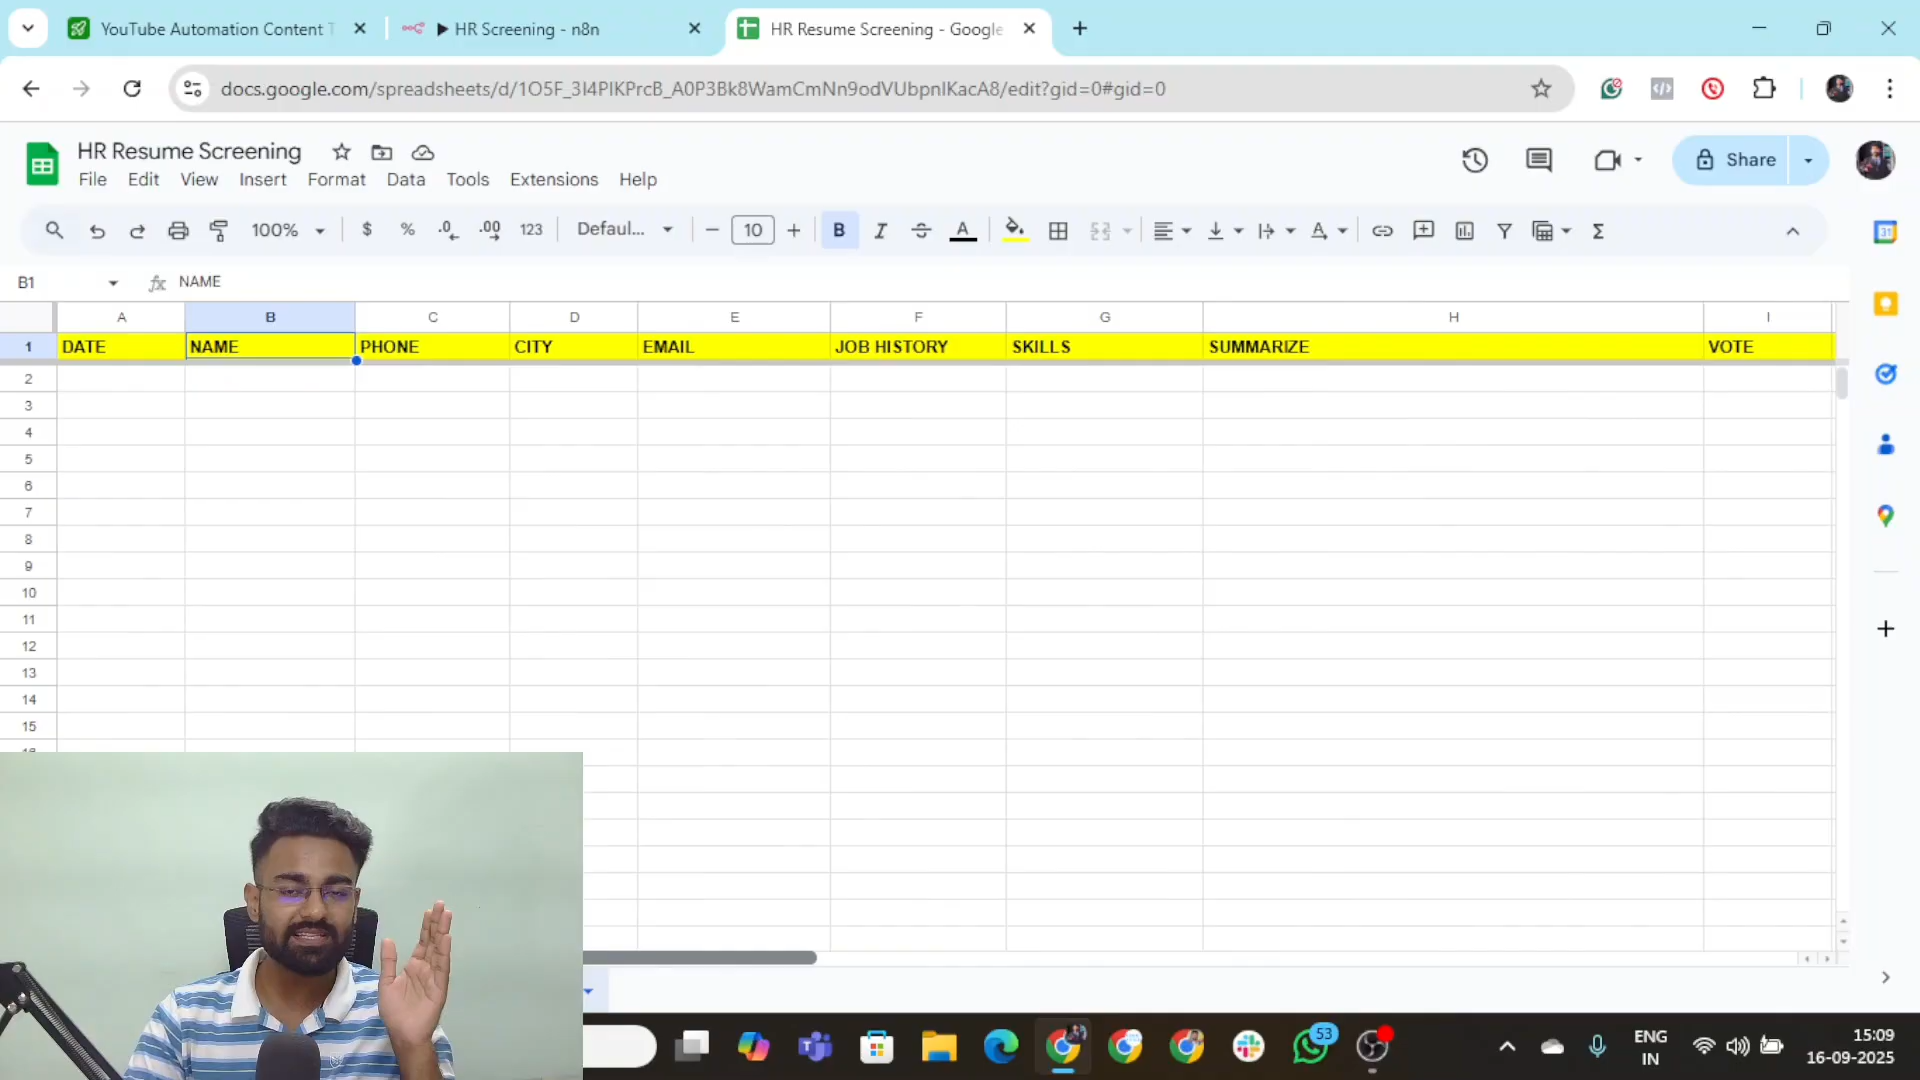 YouTube Automation Content T
▶ HR Screening - n8n
HR Resume Screening - Google
docs.google.com/spreadsheets/d/1O5F_3I4PIKPrcB_A0P3Bk8WamCmNn9odVUbpnIKacA8/edit?gid=0#gid=0
HR Resume Screening
File Edit View Insert Format Data Tools Extensions Help
Share
100% $ % .0 .00 123 Defaul... 10 B I A Σ
B1 fx NAME
A B C D E F G H I
1 DATE NAME PHONE CITY EMAIL JOB HISTORY SKILLS SUMMARIZE VOTE
2
3
4
5
6
7
8
9
10
11
12
13
14
15
53
ENG
IN
15:09
16-09-2025